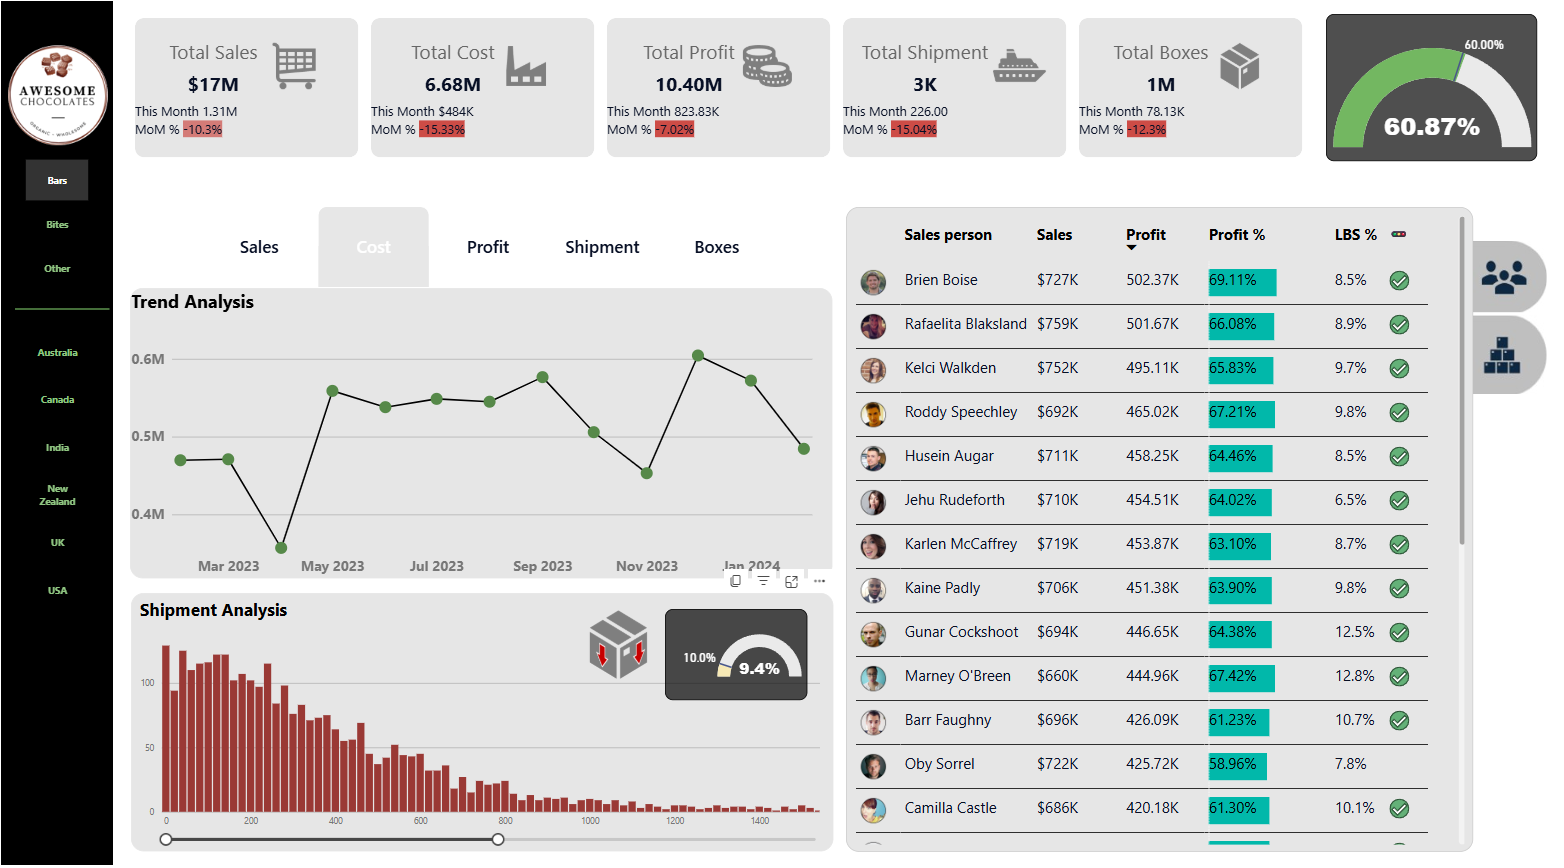 AWESOME
CHOCOLATES
ORGANIC - WHOLESOME
Bars
Bites
Other
Australia
Canada
India
New
Zealand
UK
USA
Total Sales
$17M
This Month 1.31M
MoM % -10.3%
Total Cost
6.68M
This Month $484K
MoM % -15.33%
Total Profit
10.40M
This Month 823.83K
MoM % -7.02%
Total Shipment
3K
This Month 226.00
MoM % -15.04%
Total Boxes
1M
This Month 78.13K
MoM % -12.3%
60.00%
60.87%
Sales Cost Profit Shipment Boxes
Trend Analysis
0.6M
0.5M
0.4M
Mar 2023 May 2023 Jul 2023 Sep 2023 Nov 2023 Jan 2024
Shipment Analysis
10.0%
9.4%
100
50
0
0 200 400 600 800 1000 1200 1400
Sales person Sales Profit Profit % LBS %
Brien Boise $727K 502.37K 69.11% 8.5%
Rafaelita Blaksland $759K 501.67K 66.08% 8.9%
Kelci Walkden $752K 495.11K 65.83% 9.7%
Roddy Speechley $692K 465.02K 67.21% 9.8%
Husein Augar $711K 458.25K 64.46% 8.5%
Jehu Rudeforth $710K 454.51K 64.02% 6.5%
Karlen McCaffrey $719K 453.87K 63.10% 8.7%
Kaine Padly $706K 451.38K 63.90% 9.8%
Gunar Cockshoot $694K 446.65K 64.38% 12.5%
Marney O'Breen $660K 444.96K 67.42% 12.8%
Barr Faughny $696K 426.09K 61.23% 10.7%
Oby Sorrel $722K 425.72K 58.96% 7.8%
Camilla Castle $686K 420.18K 61.30% 10.1%